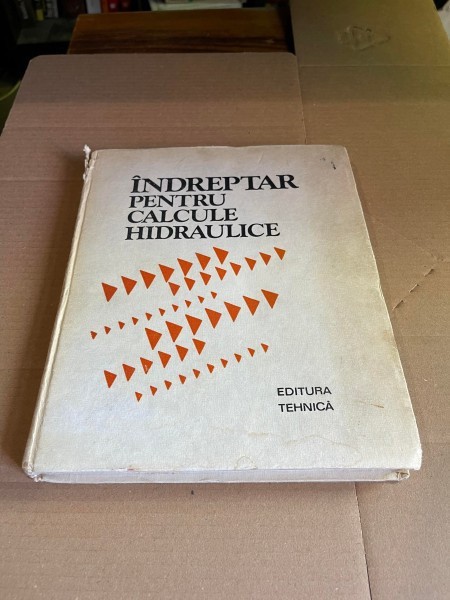 ÎNDREPTAR
PENTRU
CALCULE
HIDRAULICE
EDITURA
TEHNICĂ